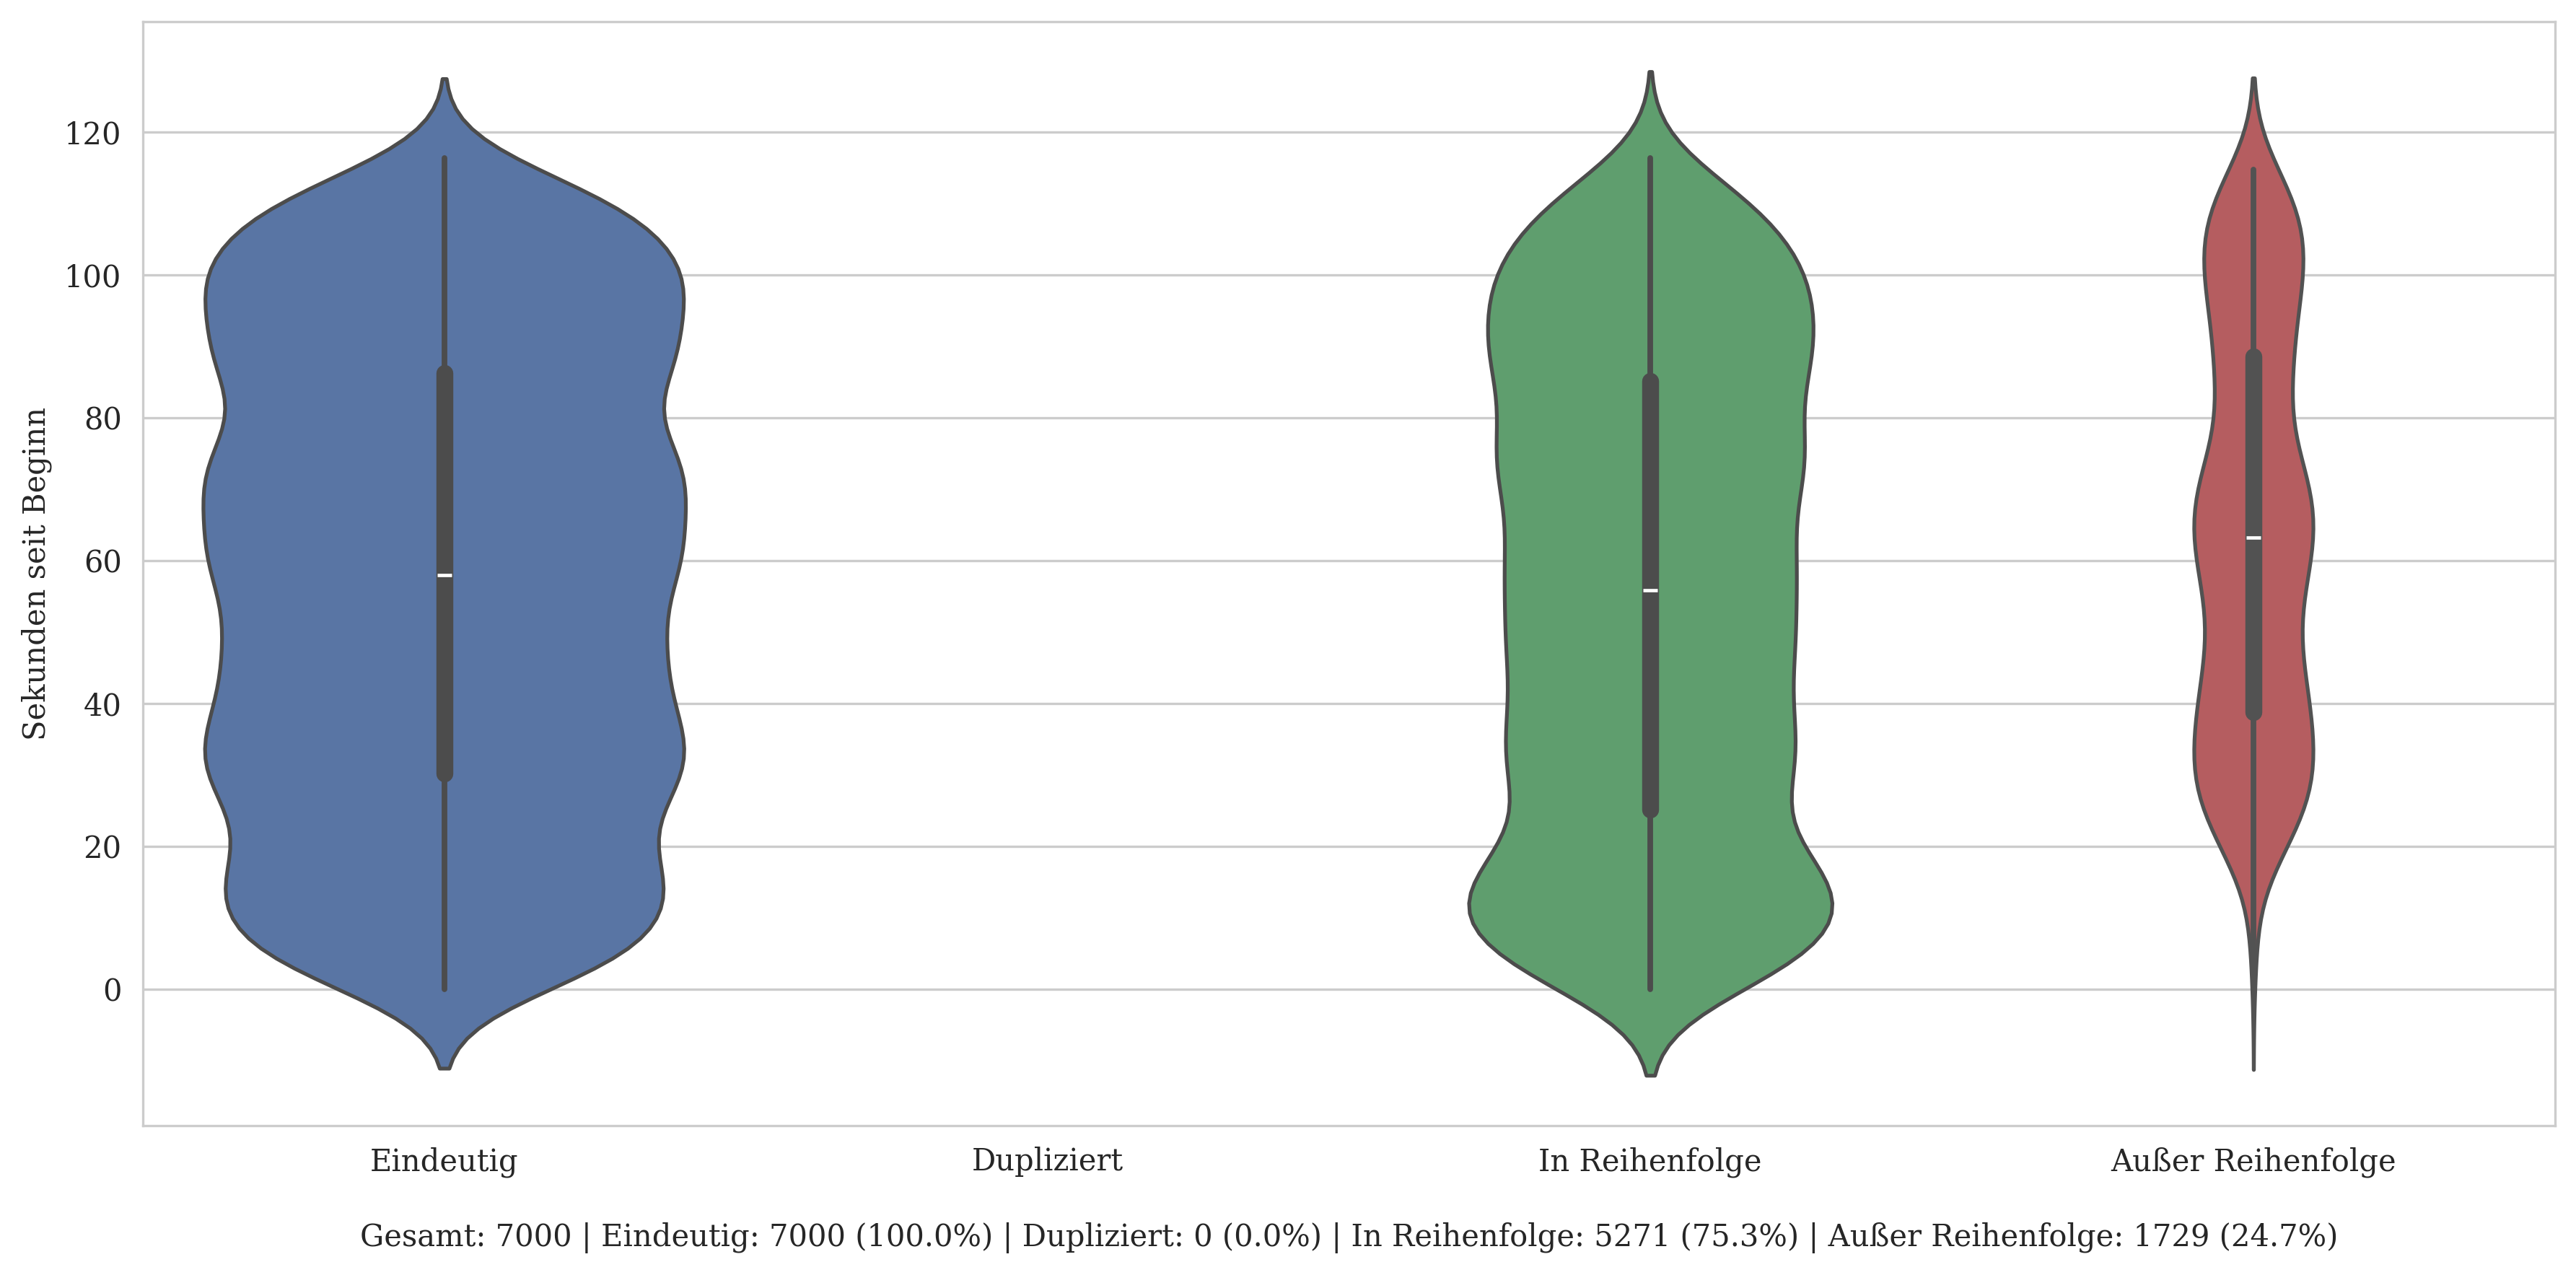 120
100
80
60
40
20
0
Sekunden seit Beginn
Eindeutig
Dupliziert
In Reihenfolge
Außer Reihenfolge
Gesamt: 7000 | Eindeutig: 7000 (100.0%) | Dupliziert: 0 (0.0%) | In Reihenfolge: 5271 (75.3%) | Außer Reihenfolge: 1729 (24.7%)